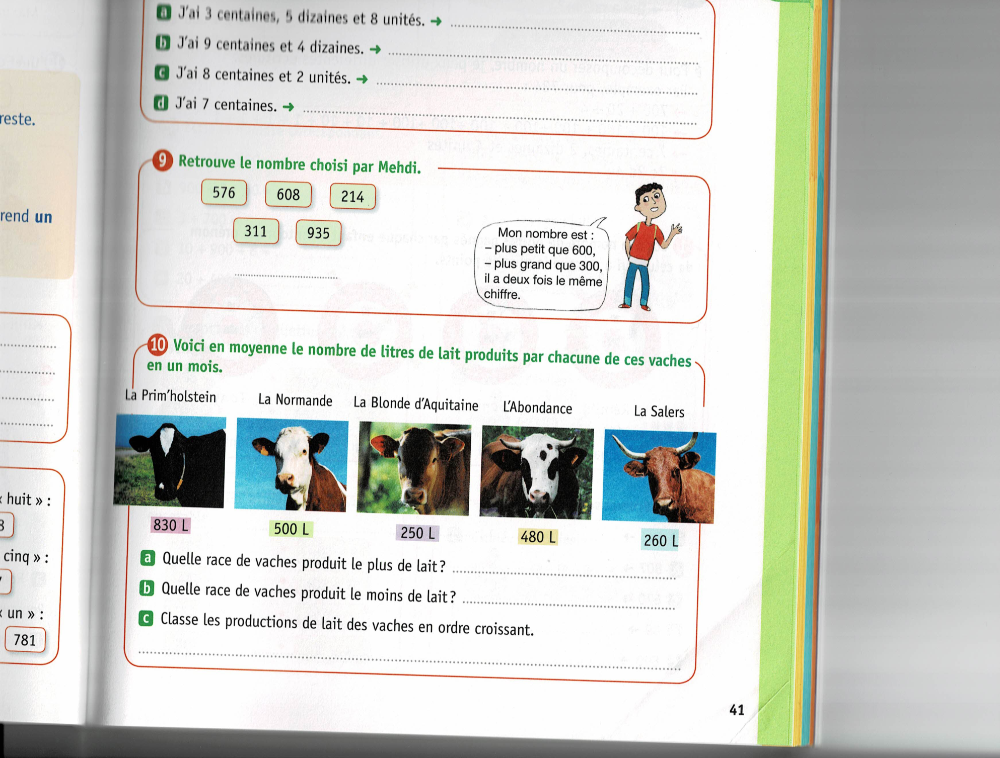 reste.
rend un
« huit » :
cinq » :
« un » :
781
a J'ai 3 centaines, 5 dizaines et 8 unités. →
b J'ai 9 centaines et 4 dizaines. →
c J'ai 8 centaines et 2 unités. →
d J'ai 7 centaines. →
9 Retrouve le nombre choisi par Mehdi.
576 608 214
311 935
Mon nombre est :
– plus petit que 600,
– plus grand que 300,
il a deux fois le même
chiffre.
10 Voici en moyenne le nombre de litres de lait produits par chacune de ces vaches
en un mois.
La Prim'holstein La Normande La Blonde d'Aquitaine L'Abondance La Salers
830 L 500 L 250 L 480 L 260 L
a Quelle race de vaches produit le plus de lait ?
b Quelle race de vaches produit le moins de lait ?
c Classe les productions de lait des vaches en ordre croissant.
41